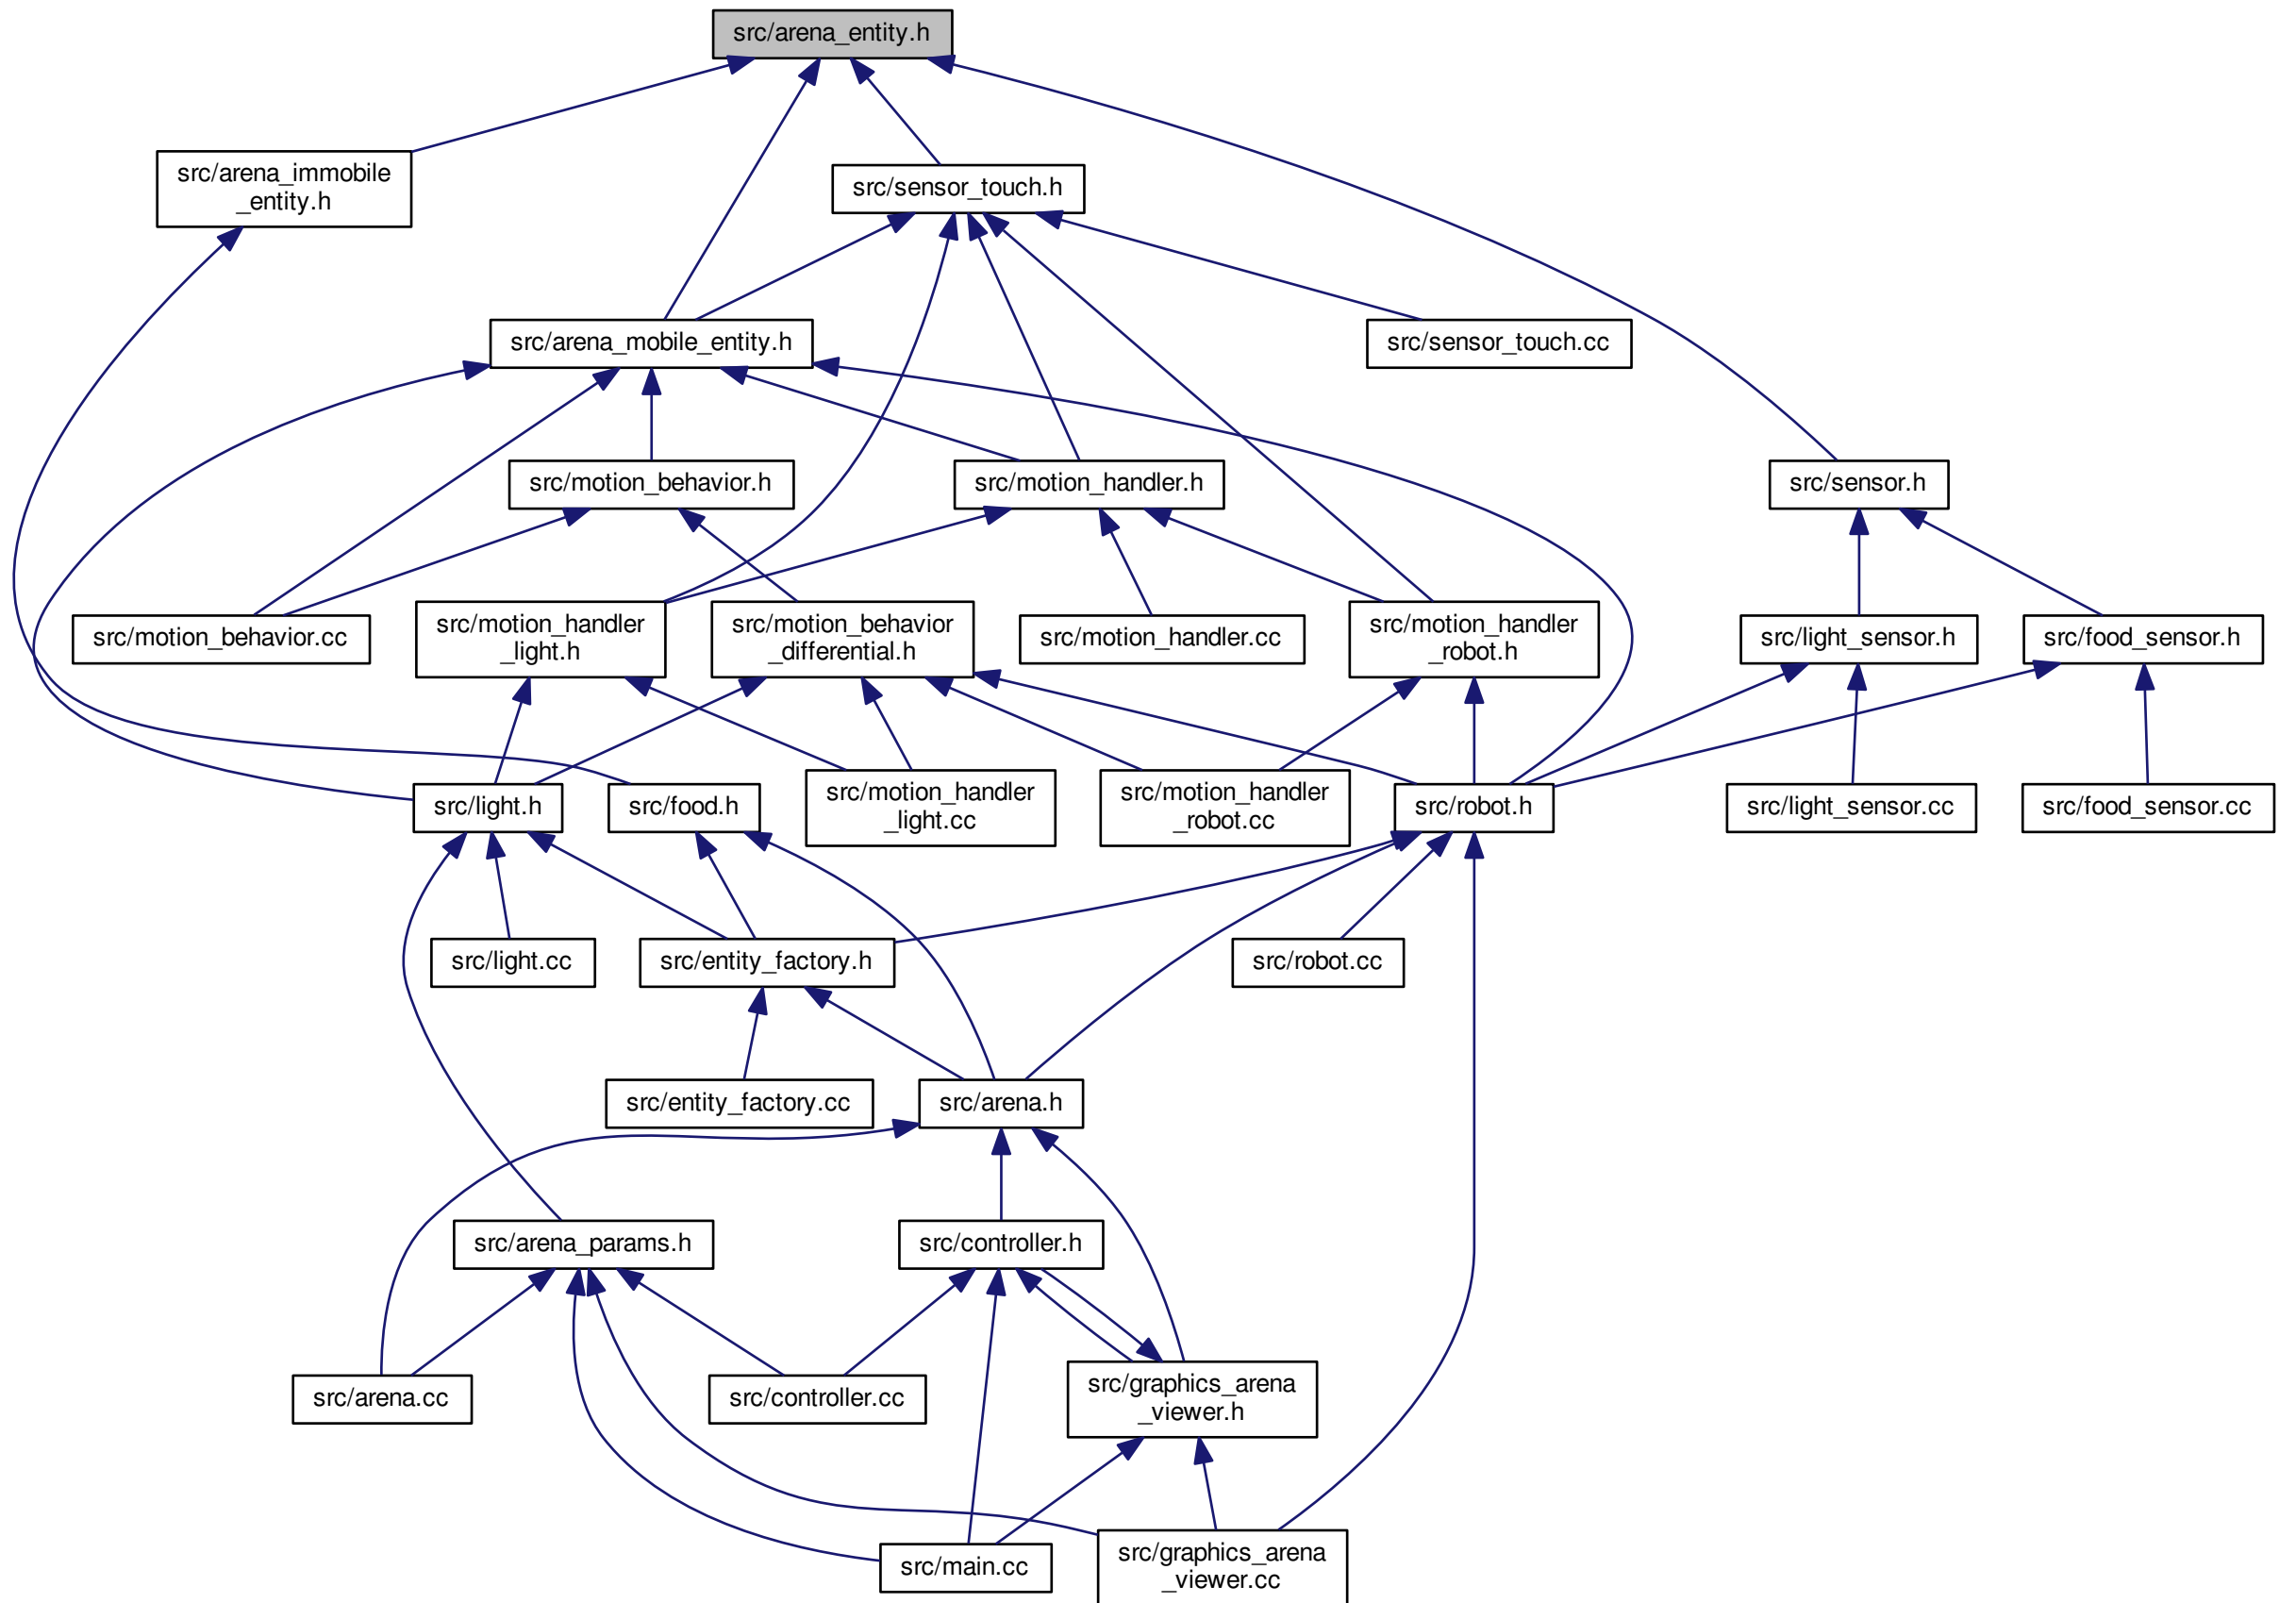 src/arena_entity.h
src/arena_immobile
_entity.h
src/sensor_touch.h
src/arena_mobile_entity.h
src/sensor_touch.cc
src/motion_behavior.h
src/motion_handler.h
src/sensor.h
src/motion_behavior.cc
src/motion_handler
_light.h
src/motion_behavior
_differential.h
src/motion_handler.cc
src/motion_handler
_robot.h
src/light_sensor.h
src/food_sensor.h
src/light.h
src/food.h
src/motion_handler
_light.cc
src/motion_handler
_robot.cc
src/robot.h
src/light_sensor.cc
src/food_sensor.cc
src/light.cc
src/entity_factory.h
src/robot.cc
src/entity_factory.cc
src/arena.h
src/arena_params.h
src/controller.h
src/arena.cc
src/controller.cc
src/graphics_arena
_viewer.h
src/main.cc
src/graphics_arena
_viewer.cc